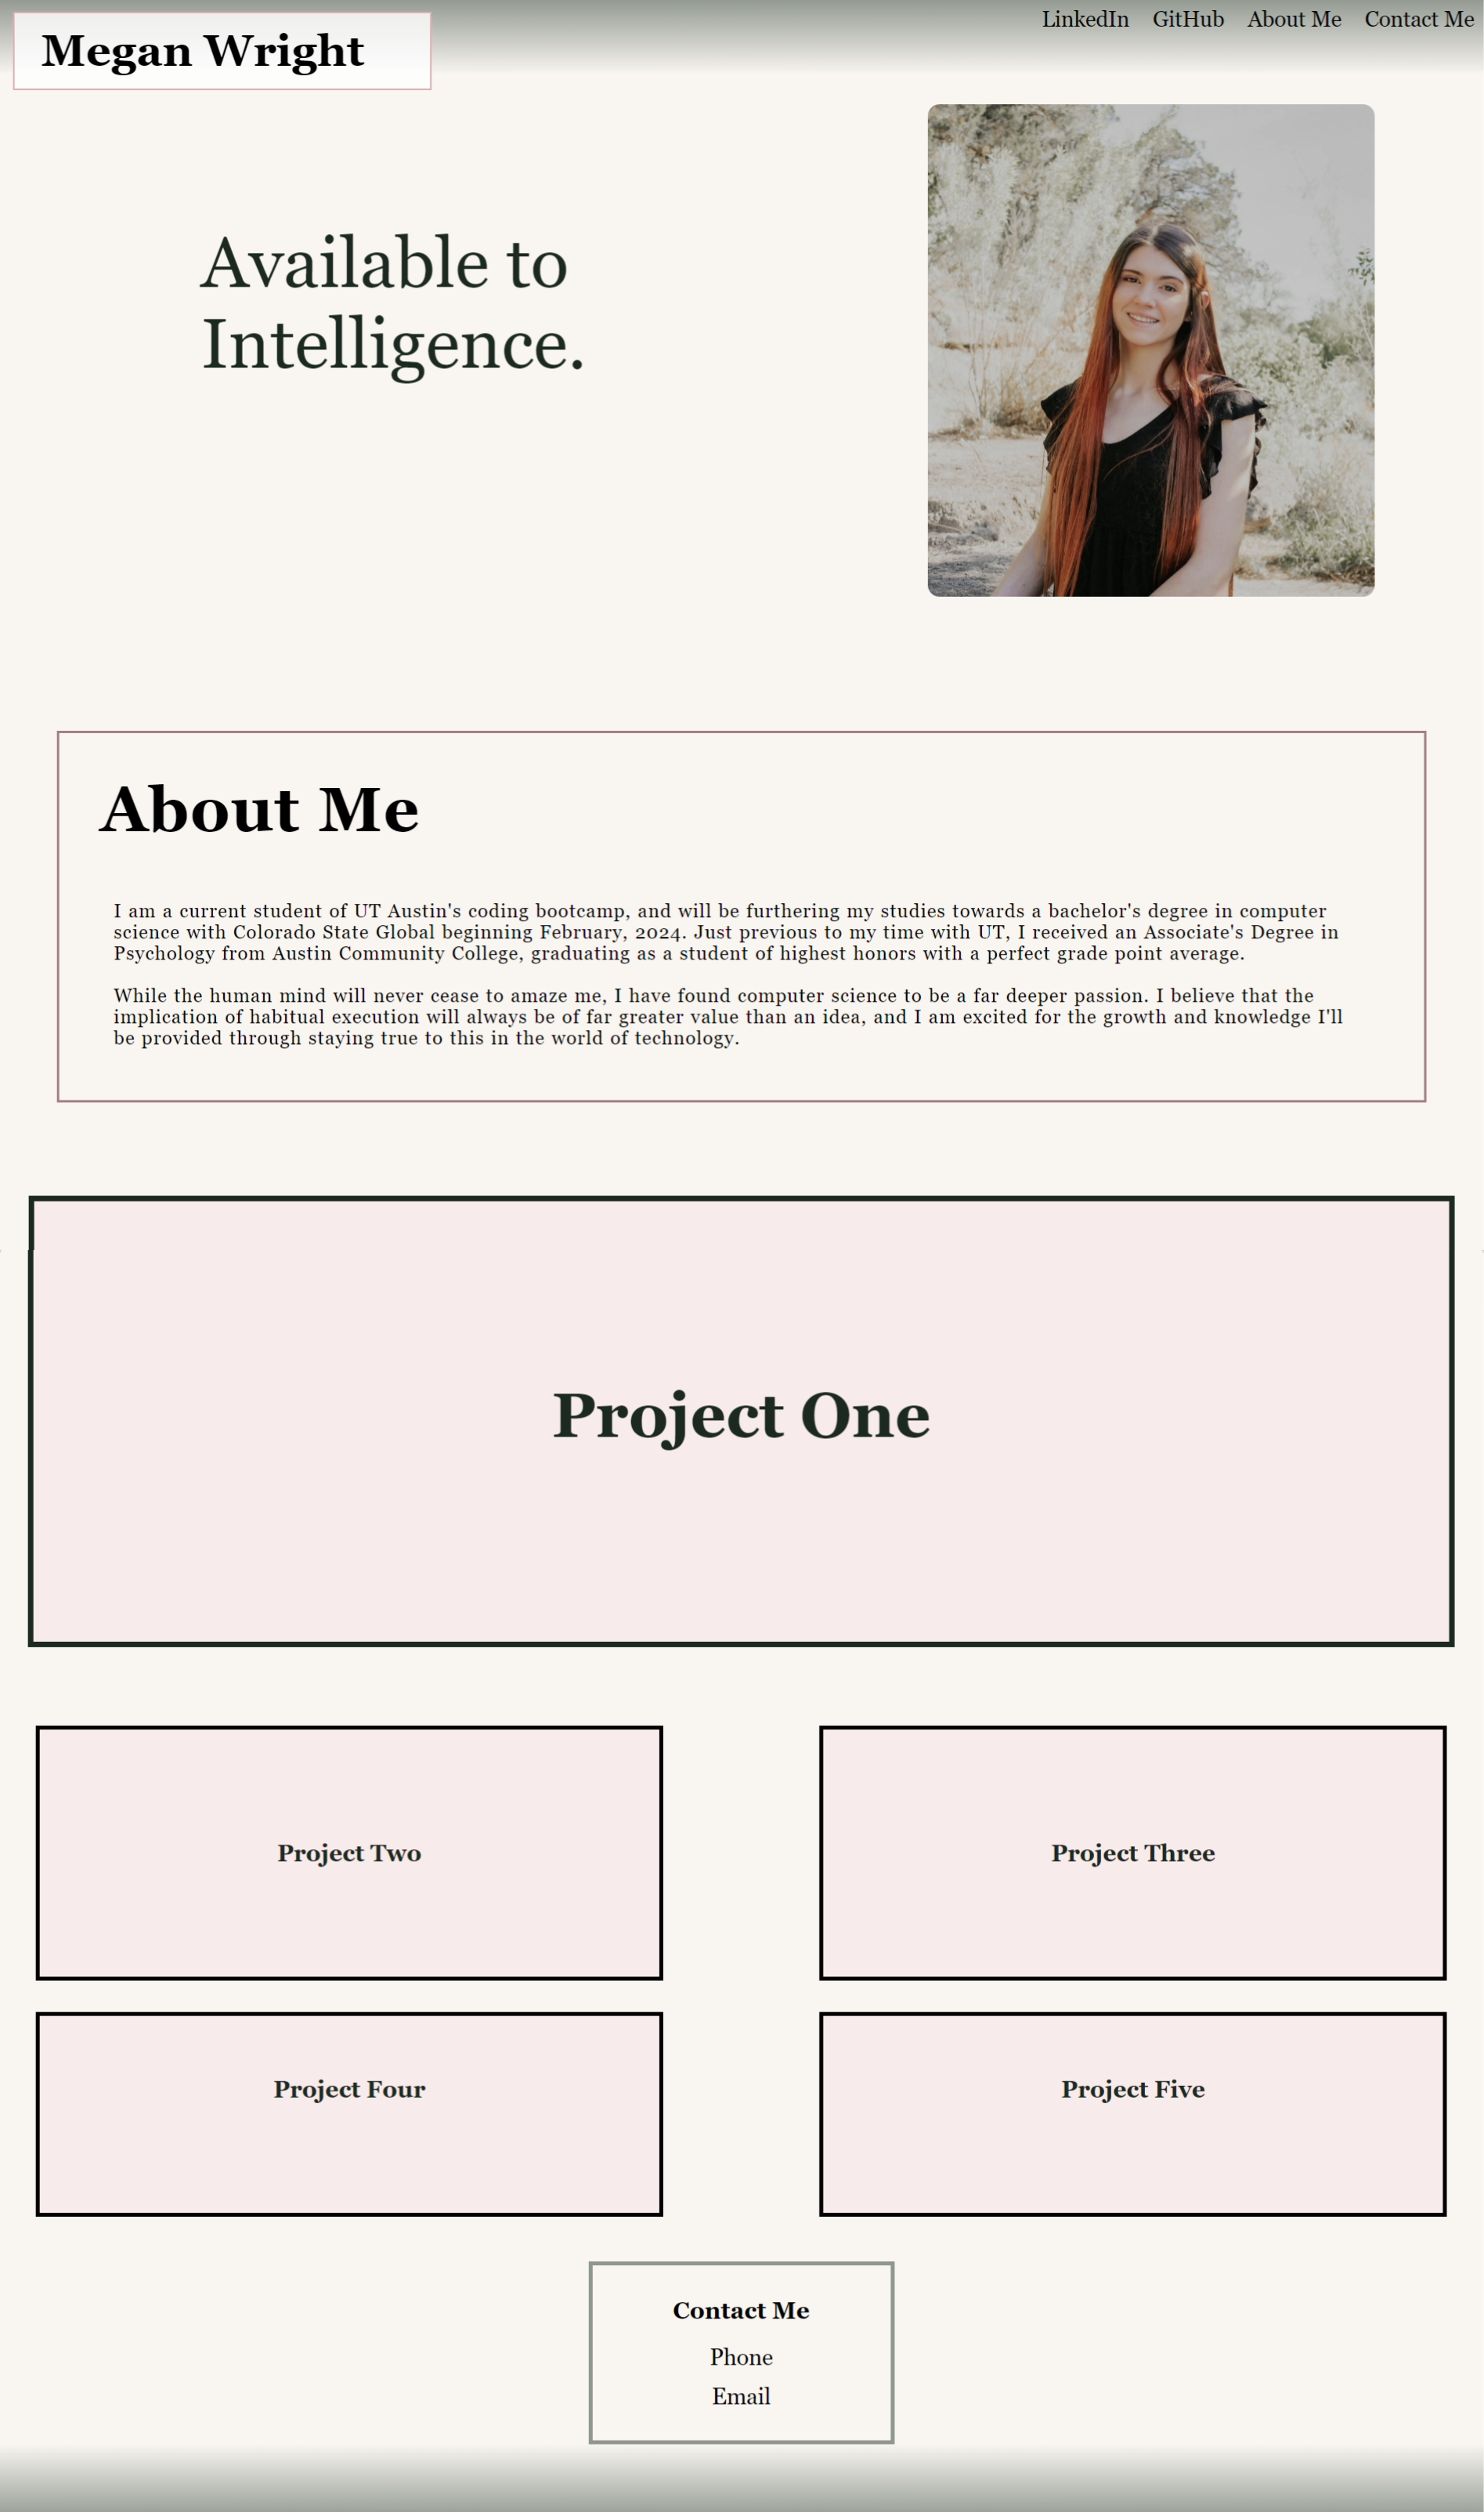 Megan Wright
LinkedIn GitHub About Me Contact Me
Available to
Intelligence.
About Me
I am a current student of UT Austin's coding bootcamp, and will be furthering my studies towards a bachelor's degree in computer
science with Colorado State Global beginning February, 2024. Just previous to my time with UT, I received an Associate's Degree in
Psychology from Austin Community College, graduating as a student of highest honors with a perfect grade point average.
While the human mind will never cease to amaze me, I have found computer science to be a far deeper passion. I believe that the
implication of habitual execution will always be of far greater value than an idea, and I am excited for the growth and knowledge I'll
be provided through staying true to this in the world of technology.
Project One
Project Two
Project Three
Project Four
Project Five
Contact Me
Phone
Email